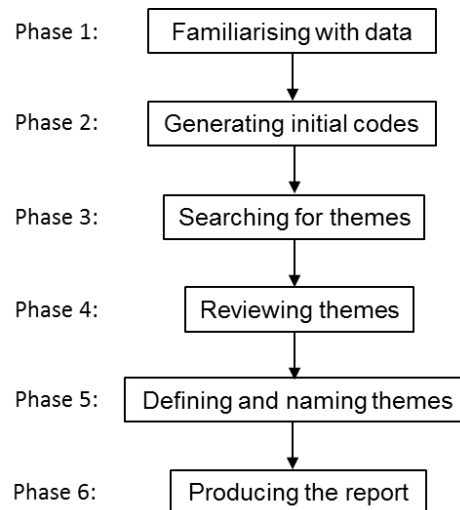 Phase 1: Familiarising with data
Phase 2: Generating initial codes
Phase 3: Searching for themes
Phase 4: Reviewing themes
Phase 5: Defining and naming themes
Phase 6: Producing the report